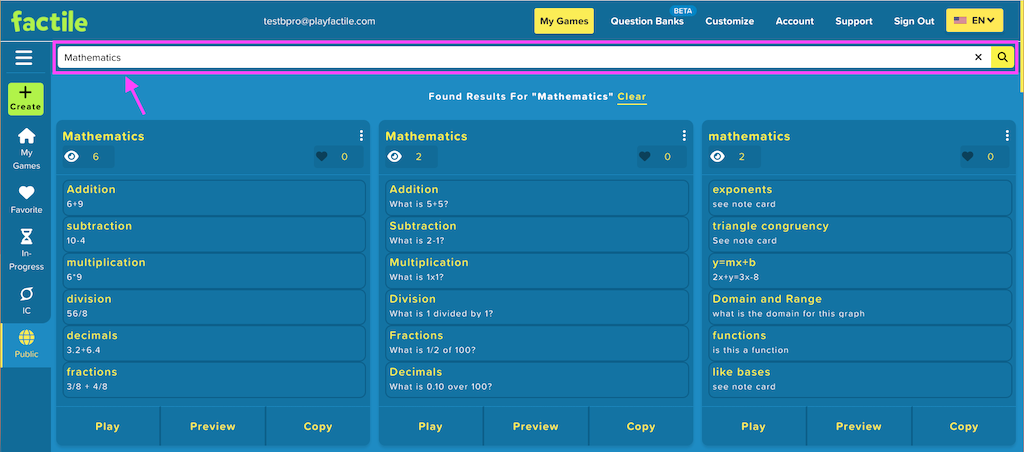 factile
testbpro@playfactile.com
My Games
Question Banks
BETA
Customize
Account
Support
Sign Out
EN
Mathematics
Create
My
Games
Favorite
In-
Progress
IC
Public
Found Results For "Mathematics" Clear
Mathematics
6
0
Addition
6+9
subtraction
10-4
multiplication
6*9
division
56/8
decimals
3.2+6.4
fractions
3/8 + 4/8
Play
Preview
Copy
Mathematics
2
0
Addition
What is 5+5?
Subtraction
What is 2-1?
Multiplication
What is 1x1?
Division
What is 1 divided by 1?
Fractions
What is 1/2 of 100?
Decimals
What is 0.10 over 100?
Play
Preview
Copy
mathematics
2
0
exponents
see note card
triangle congruency
See note card
y=mx+b
2x+y=3x-8
Domain and Range
what is the domain for this graph
functions
is this a function
like bases
see note card
Play
Preview
Copy